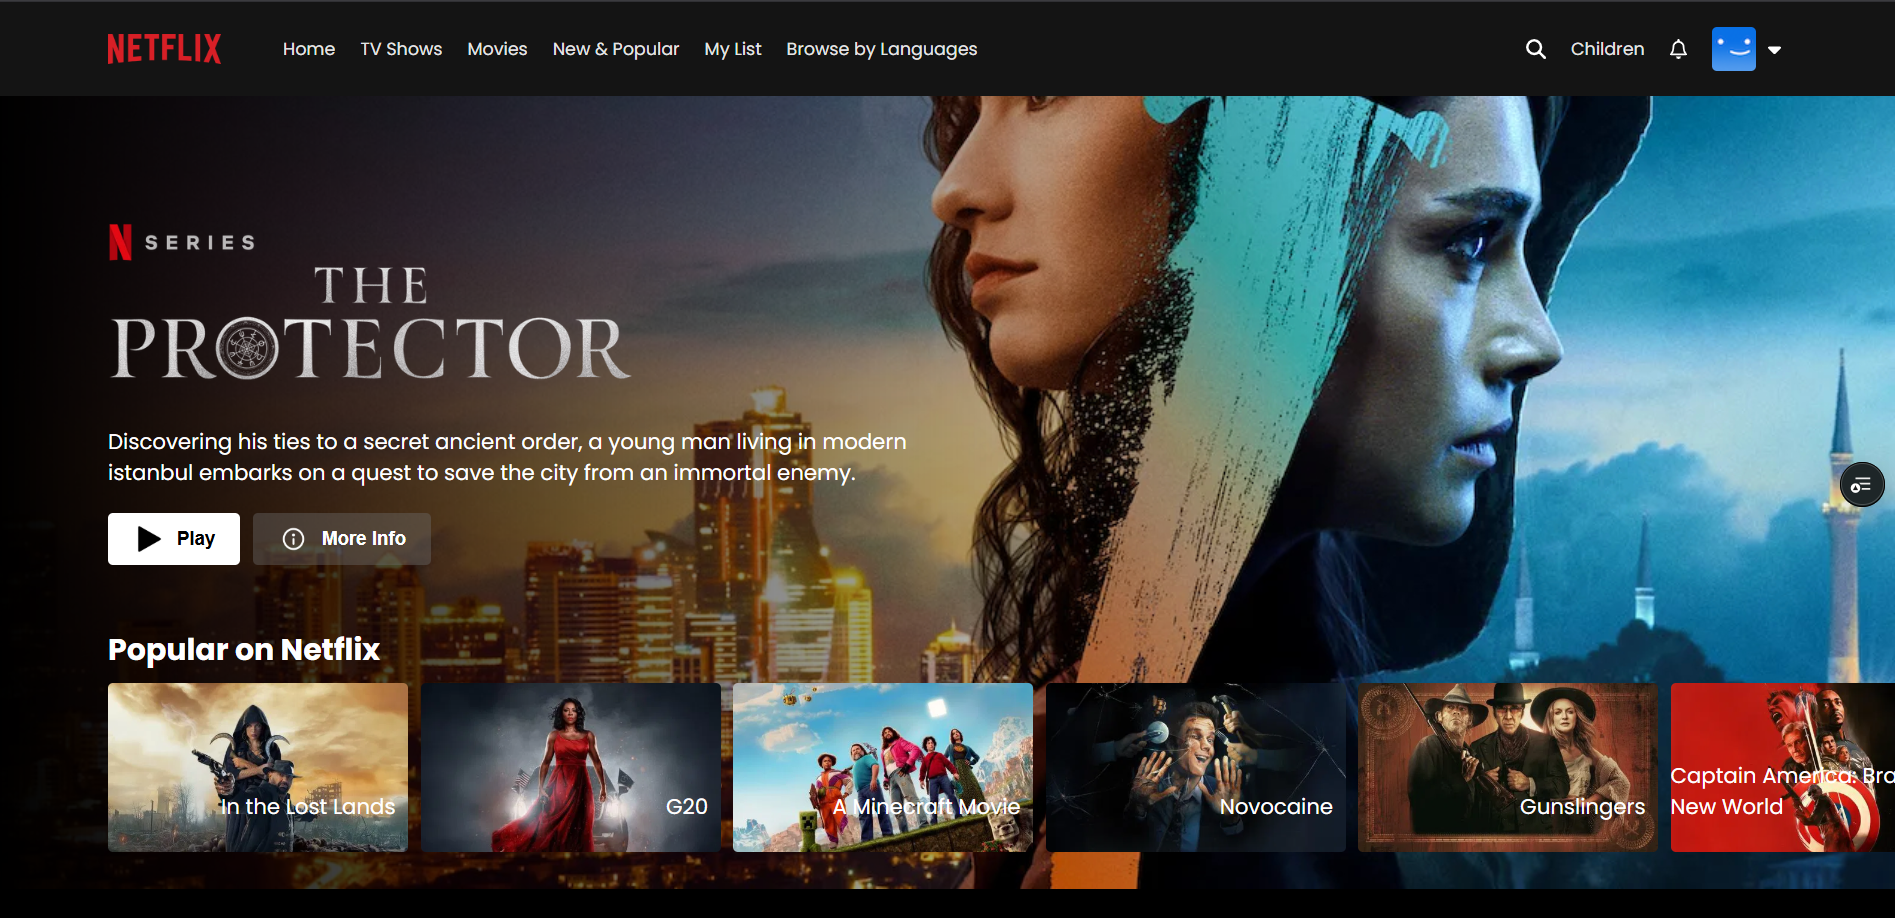 NETFLIX
Home
TV Shows
Movies
New & Popular
My List
Browse by Languages
Children
N SERIES
THE
PROTECTOR
Discovering his ties to a secret ancient order, a young man living in modern
istanbul embarks on a quest to save the city from an immortal enemy.
Play
More Info
Popular on Netflix
In the Lost Lands
G20
A Minecraft Movie
Novocaine
Gunslingers
Captain America: Bra
New World